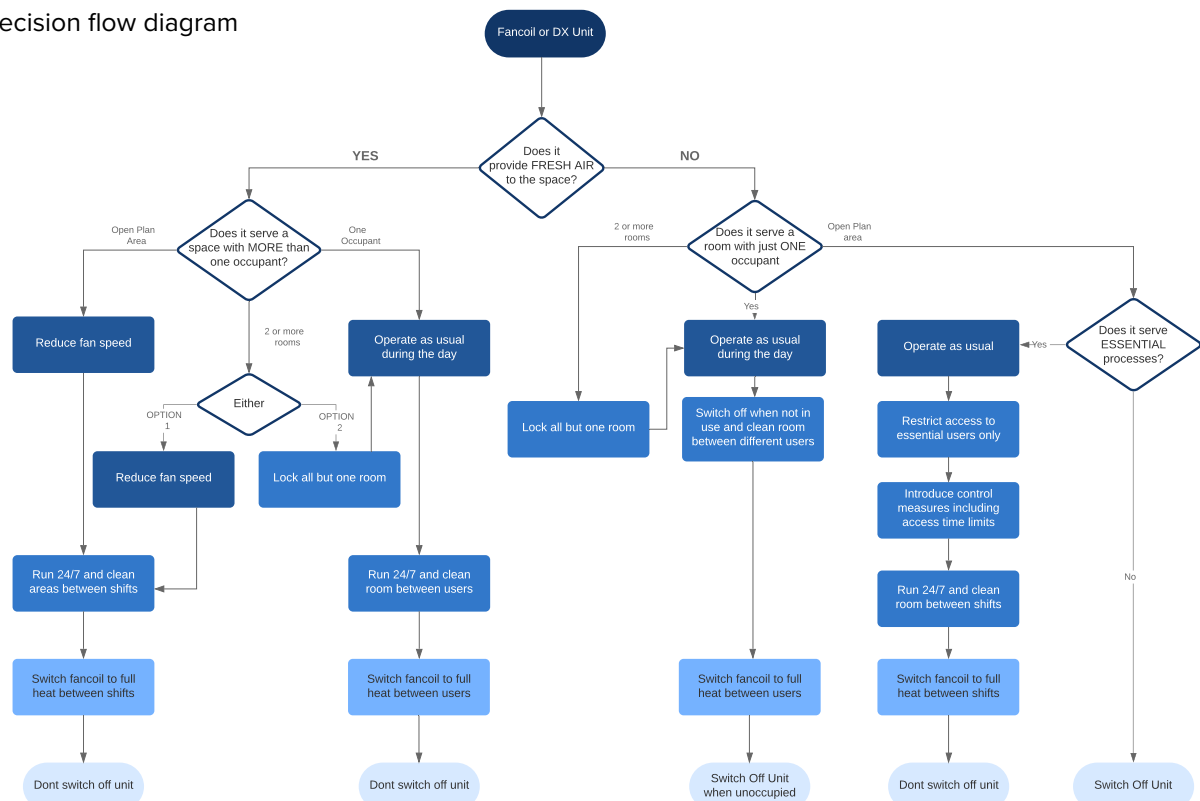 ecision flow diagram
Fancoil or DX Unit
Does it
provide FRESH AIR
to the space?
YES
NO
Does it serve a
space with MORE than
one occupant?
Open Plan
Area
One
Occupant
2 or more
rooms
Does it serve a
room with just ONE
occupant
2 or more
rooms
Open Plan
area
Yes
Does it serve
ESSENTIAL
processes?
Yes
No
Reduce fan speed
Operate as usual
during the day
Operate as usual
during the day
Operate as usual
Either
OPTION
1
OPTION
2
Reduce fan speed
Lock all but one room
Lock all but one room
Switch off when not in
use and clean room
between different users
Restrict access to
essential users only
Introduce control
measures including
access time limits
Run 24/7 and clean
areas between shifts
Run 24/7 and clean
room between users
Run 24/7 and clean
room between shifts
Switch fancoil to full
heat between shifts
Switch fancoil to full
heat between users
Switch fancoil to full
heat between users
Switch fancoil to full
heat between shifts
Dont switch off unit
Dont switch off unit
Switch Off Unit
when unoccupied
Dont switch off unit
Switch Off Unit